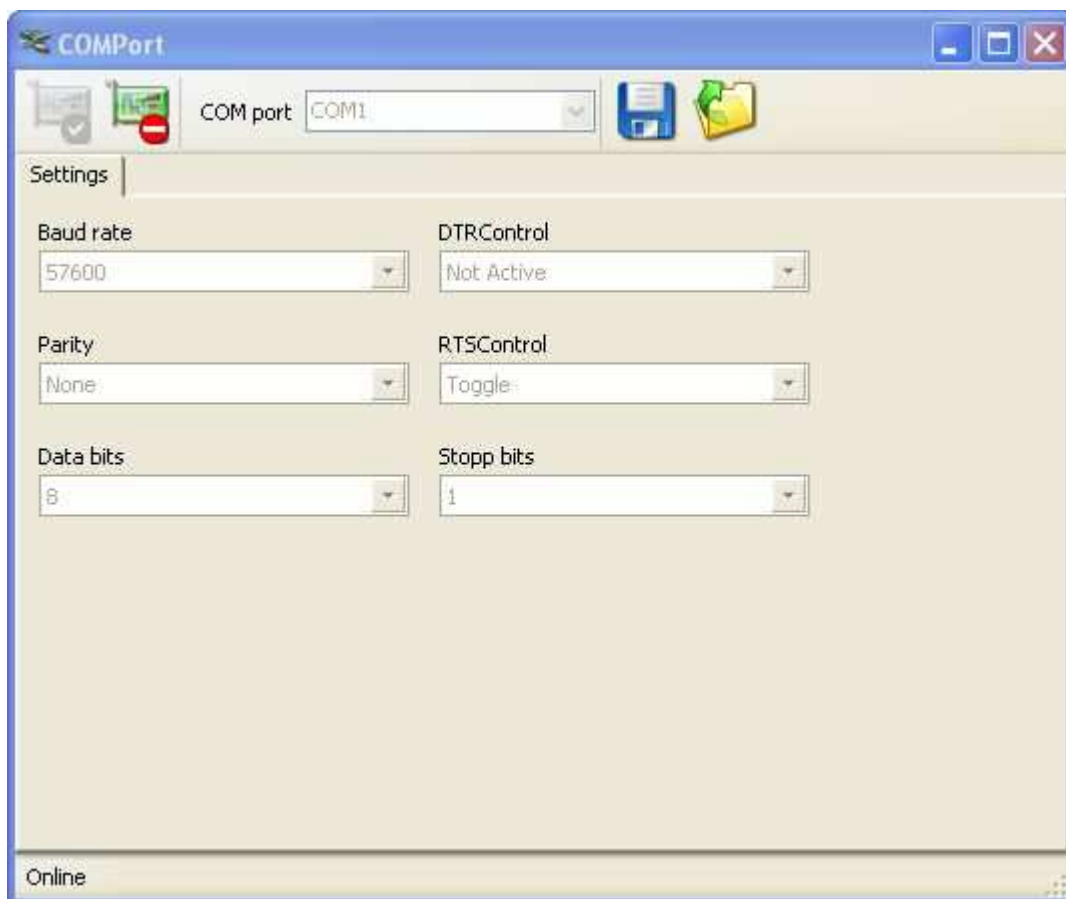 COMPort
COM port COM1
Settings
Baud rate DTRControl
57600 Not Active
Parity RTSControl
None Toggle
Data bits Stopp bits
8 1
Online